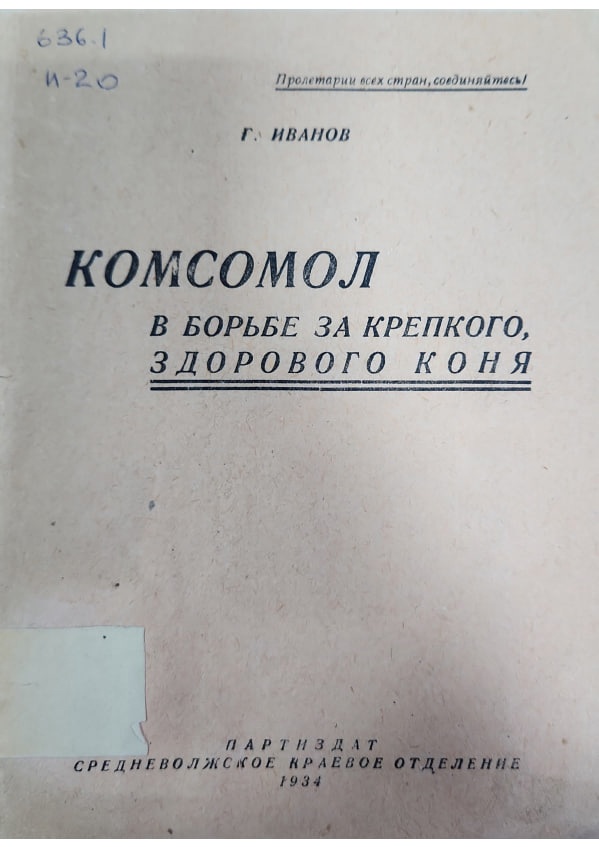 636.1
И-20
Пролетарии всех стран, соединяйтесь!
Г. ИВАНОВ
КОМСОМОЛ
В БОРЬБЕ ЗА КРЕПКОГО,
ЗДОРОВОГО КОНЯ
ПАРТИЗДАТ
СРЕДНЕВОЛЖСКОЕ КРАЕВОЕ ОТДЕЛЕНИЕ
1934